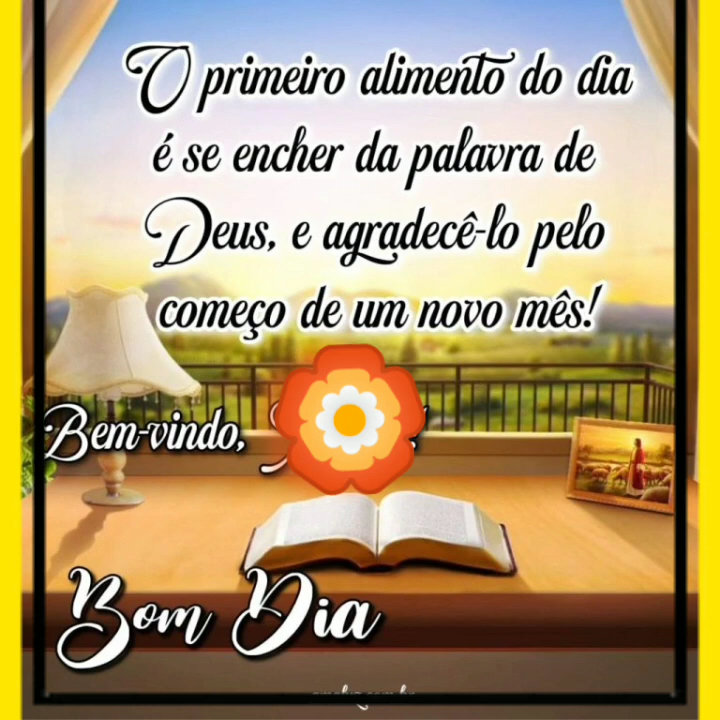 O primeiro alimento do dia
é se encher da palavra de
Deus, e agradecê-lo pelo
começo de um novo mês!
Bem-vindo,
Bom Dia